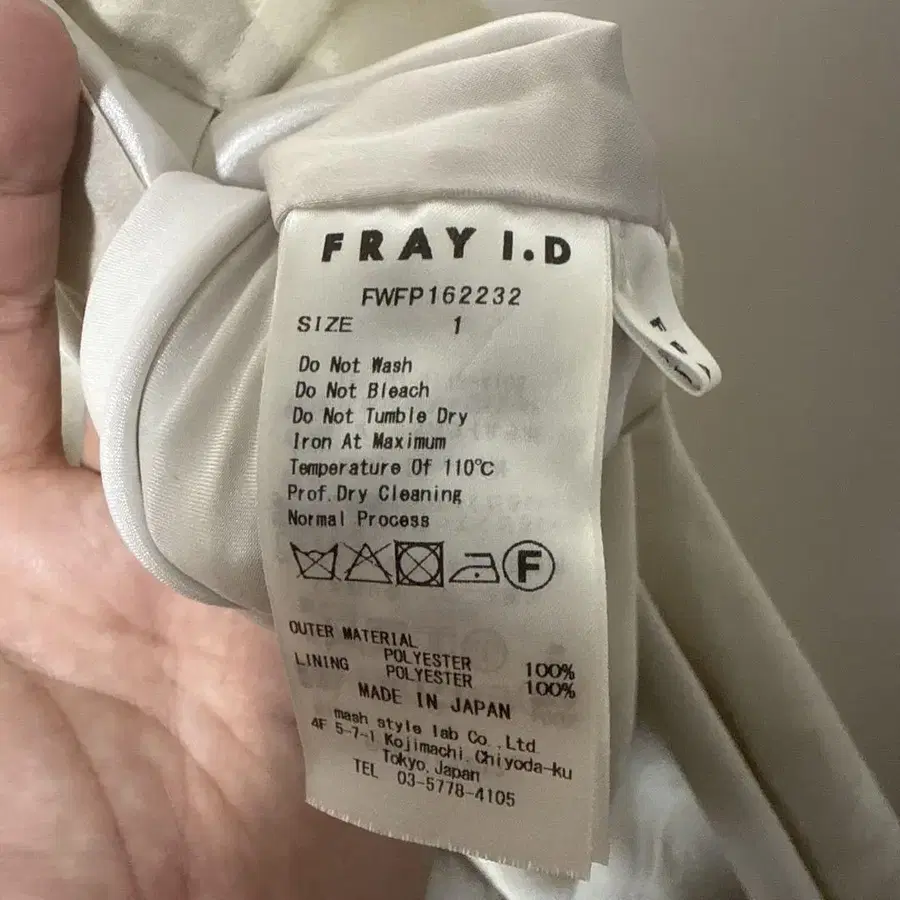 FRAY I.D
FWFP162232
SIZE 1
Do Not Wash
Do Not Bleach
Do Not Tumble Dry
Iron At Maximum
Temperature Of 110℃
Prof.Dry Cleaning
Normal Process
F
OUTER MATERIAL
POLYESTER 100%
LINING POLYESTER 100%
MADE IN JAPAN
mash style lab Co.,Ltd.
4F 5-7-1 Kojimachi,Chiyoda-ku
Tokyo,Japan
TEL 03-5778-4105